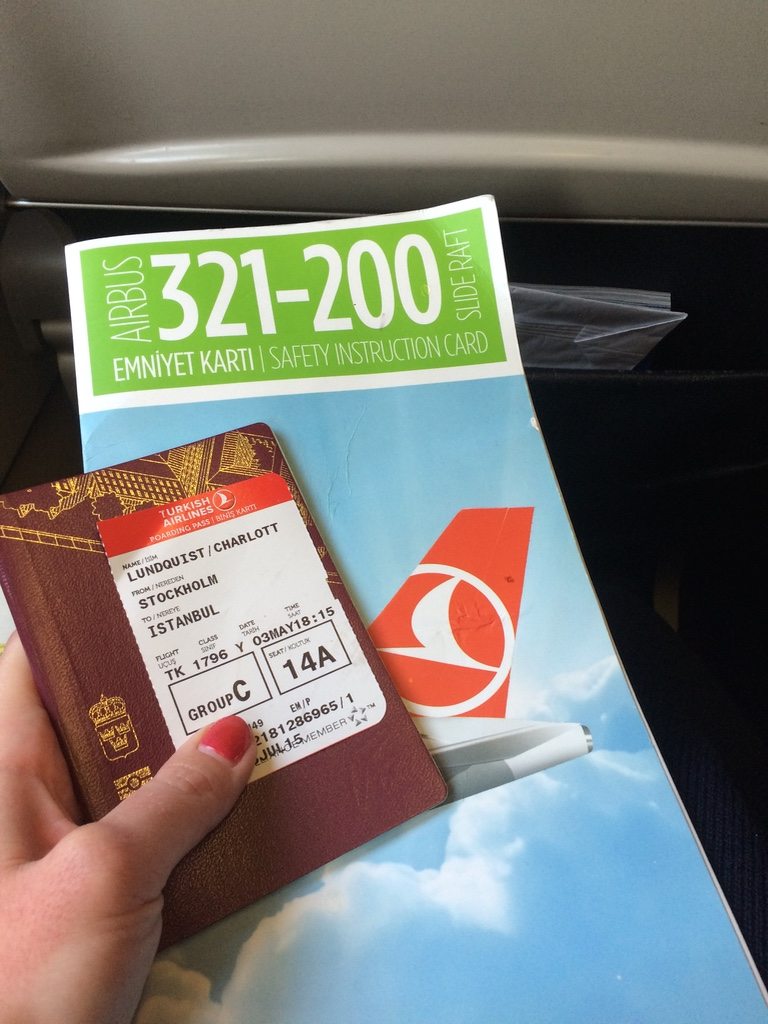 AIRBUS
321-200
SLIDE RAFT
EMNİYET KARTI | SAFETY INSTRUCTION CARD
TURKISH
AIRLINES
BOARDING PASS | BİNİŞ KARTI
NAME / İSİM
LUNDQUIST/CHARLOTT
FROM / NEREDEN
STOCKHOLM
TO / NEREYE
ISTANBUL
FLIGHT CLASS DATE TIME
UÇUŞ SINIF TARİH SAAT
TK 1796 Y 03MAY18:15
GROUP C
SEAT / KOLTUK
14A
EM/P
2181286965/1
MEMBER